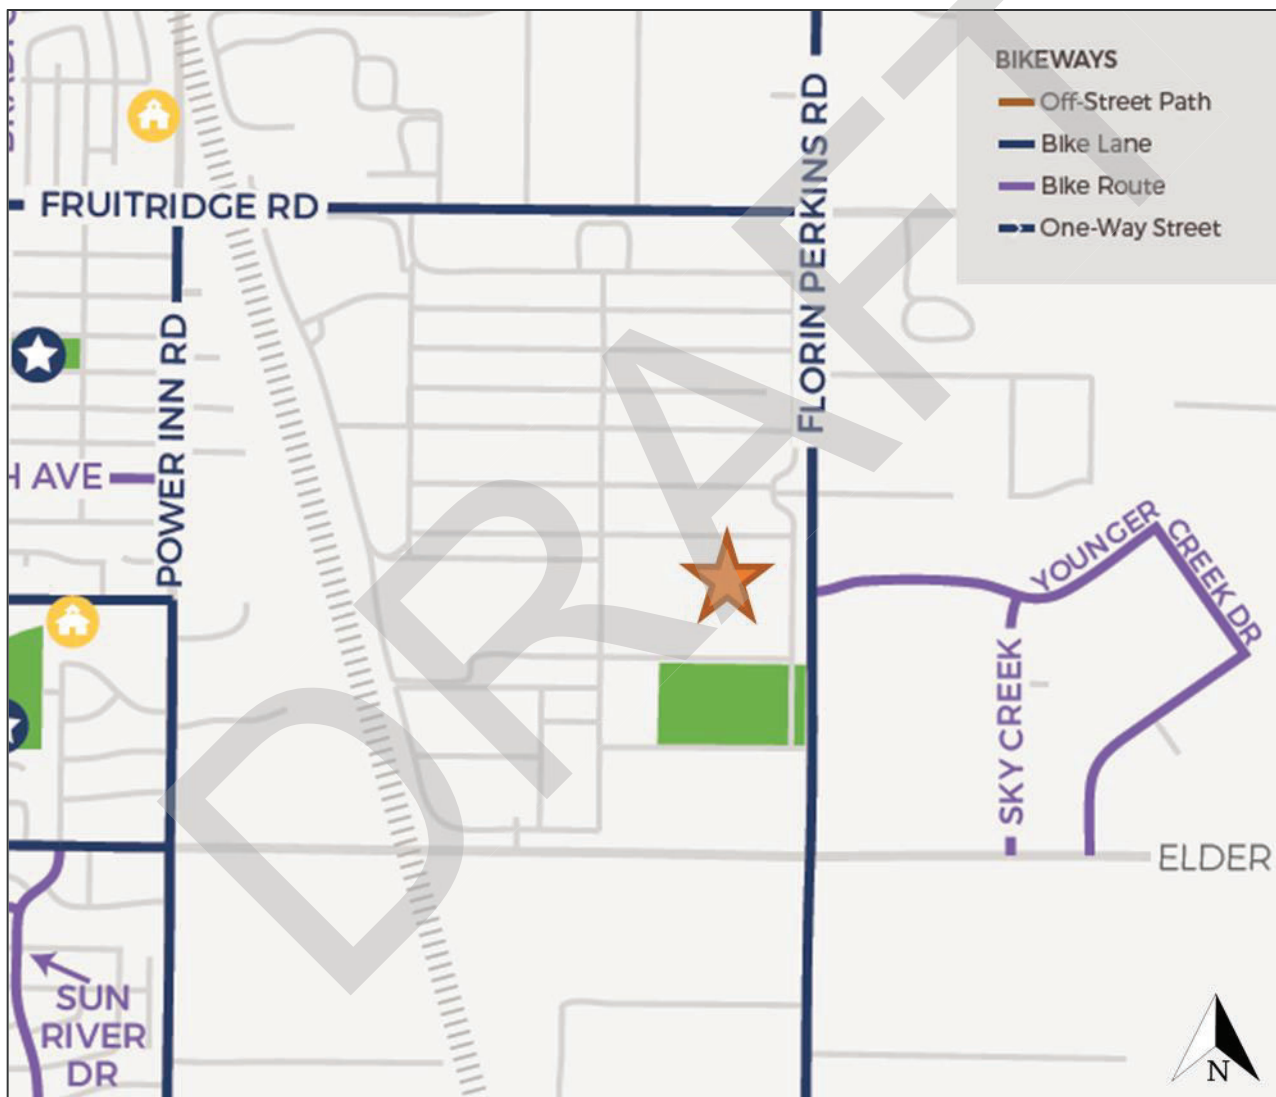 BIKEWAYS
Off-Street Path
Bike Lane
Bike Route
One-Way Street
FRUITRIDGE RD
FLORIN PERKINS RD
POWER INN RD
H AVE
YOUNGER
CREEK DR
SKY CREEK
ELDER
SUN
RIVER
DR
DRAFT
N